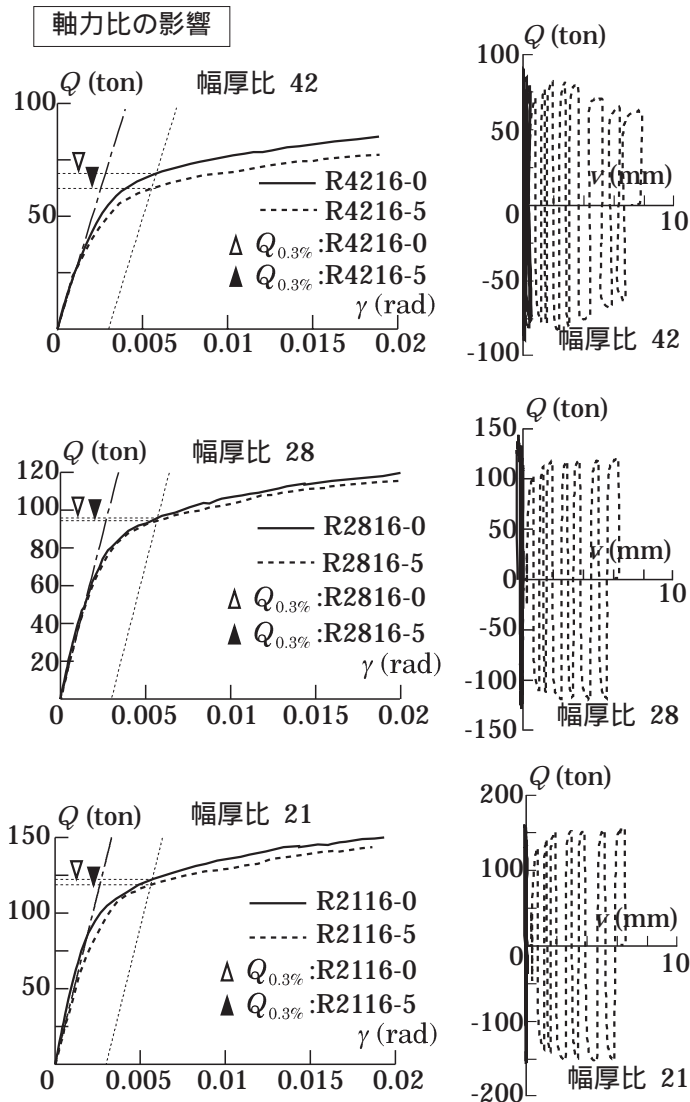 軸力比の影響
Q (ton)
幅厚比 42
100
50
R4216-0
R4216-5
Q0.3% :R4216-0
Q0.3% :R4216-5
γ (rad)
0 0.005 0.01 0.015 0.02
Q (ton)
100
50
0
-50
-100
v (mm)
10
幅厚比 42
Q (ton)
幅厚比 28
120
100
80
60
40
20
R2816-0
R2816-5
Q0.3% :R2816-0
Q0.3% :R2816-5
γ (rad)
0 0.005 0.01 0.015 0.02
Q (ton)
150
100
50
0
-50
-100
-150
v (mm)
10
幅厚比 28
Q (ton)
幅厚比 21
150
100
50
R2116-0
R2116-5
Q0.3% :R2116-0
Q0.3% :R2116-5
γ (rad)
0 0.005 0.01 0.015 0.02
Q (ton)
200
100
0
-100
-200
v (mm)
10
幅厚比 21